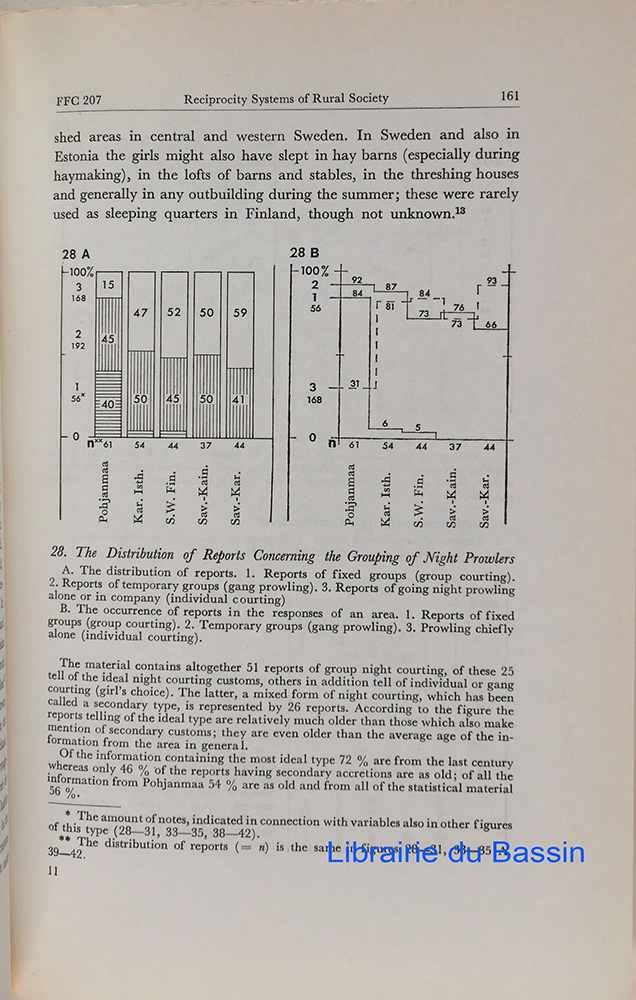 FFC 207 Reciprocity Systems of Rural Society 161
shed areas in central and western Sweden. In Sweden and also in
Estonia the girls might also have slept in hay barns (especially during
haymaking), in the lofts of barns and stables, in the threshing houses
and generally in any outbuilding during the summer; these were rarely
used as sleeping quarters in Finland, though not unknown.¹³
28 A
100%
3
168
2
192
1
56*
0
15
45
40
47
50
52
45
50
50
59
41
n** 61 54 44 37 44
Pohjanmaa
Kar. Isth.
S.W. Fin.
Sav.-Kain.
Sav.-Kar.
28 B
100%
2
1
56
3
168
0
92
84
87
81
84
73
76
73
93
66
31
6
5
n 61 54 44 37 44
Pohjanmaa
Kar. Isth.
S.W. Fin.
Sav.-Kain.
Sav.-Kar.
28. The Distribution of Reports Concerning the Grouping of Night Prowlers
A. The distribution of reports. 1. Reports of fixed groups (group courting).
2. Reports of temporary groups (gang prowling). 3. Reports of going night prowling
alone or in company (individual courting)
B. The occurrence of reports in the responses of an area. 1. Reports of fixed
groups (group courting). 2. Temporary groups (gang prowling). 3. Prowling chiefly
alone (individual courting).
The material contains altogether 51 reports of group night courting, of these 25
tell of the ideal night courting customs, others in addition tell of individual or gang
courting (girl's choice). The latter, a mixed form of night courting, which has been
called a secondary type, is represented by 26 reports. According to the figure the
reports telling of the ideal type are relatively much older than those which also make
mention of secondary customs; they are even older than the average age of the in-
formation from the area in general.
Of the information containing the most ideal type 72 % are from the last century
whereas only 46 % of the reports having secondary accretions are as old; of all the
information from Pohjanmaa 54 % are as old and from all of the statistical material
56 %.
* The amount of notes, indicated in connection with variables also in other figures
of this type (28—31, 33—35, 38—42).
** The distribution of reports (= n) is the same in figures 28—31, 33—35 A,
39—42.
11
Librairie du Bassin